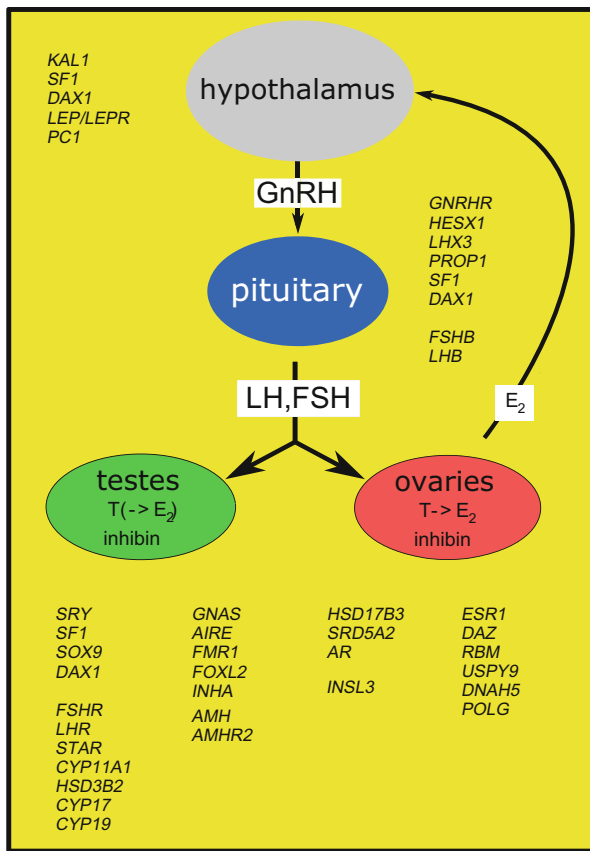 KAL1
SF1
DAX1
LEP/LEPR
PC1
hypothalamus
GnRH
GNRHR
HESX1
LHX3
PROP1
SF1
DAX1
FSHB
LHB
pituitary
LH,FSH
E₂
testes
T(-> E₂)
inhibin
ovaries
T-> E₂
inhibin
SRY
SF1
SOX9
DAX1
FSHR
LHR
STAR
CYP11A1
HSD3B2
CYP17
CYP19
GNAS
AIRE
FMR1
FOXL2
INHA
AMH
AMHR2
HSD17B3
SRD5A2
AR
INSL3
ESR1
DAZ
RBM
USPY9
DNAH5
POLG